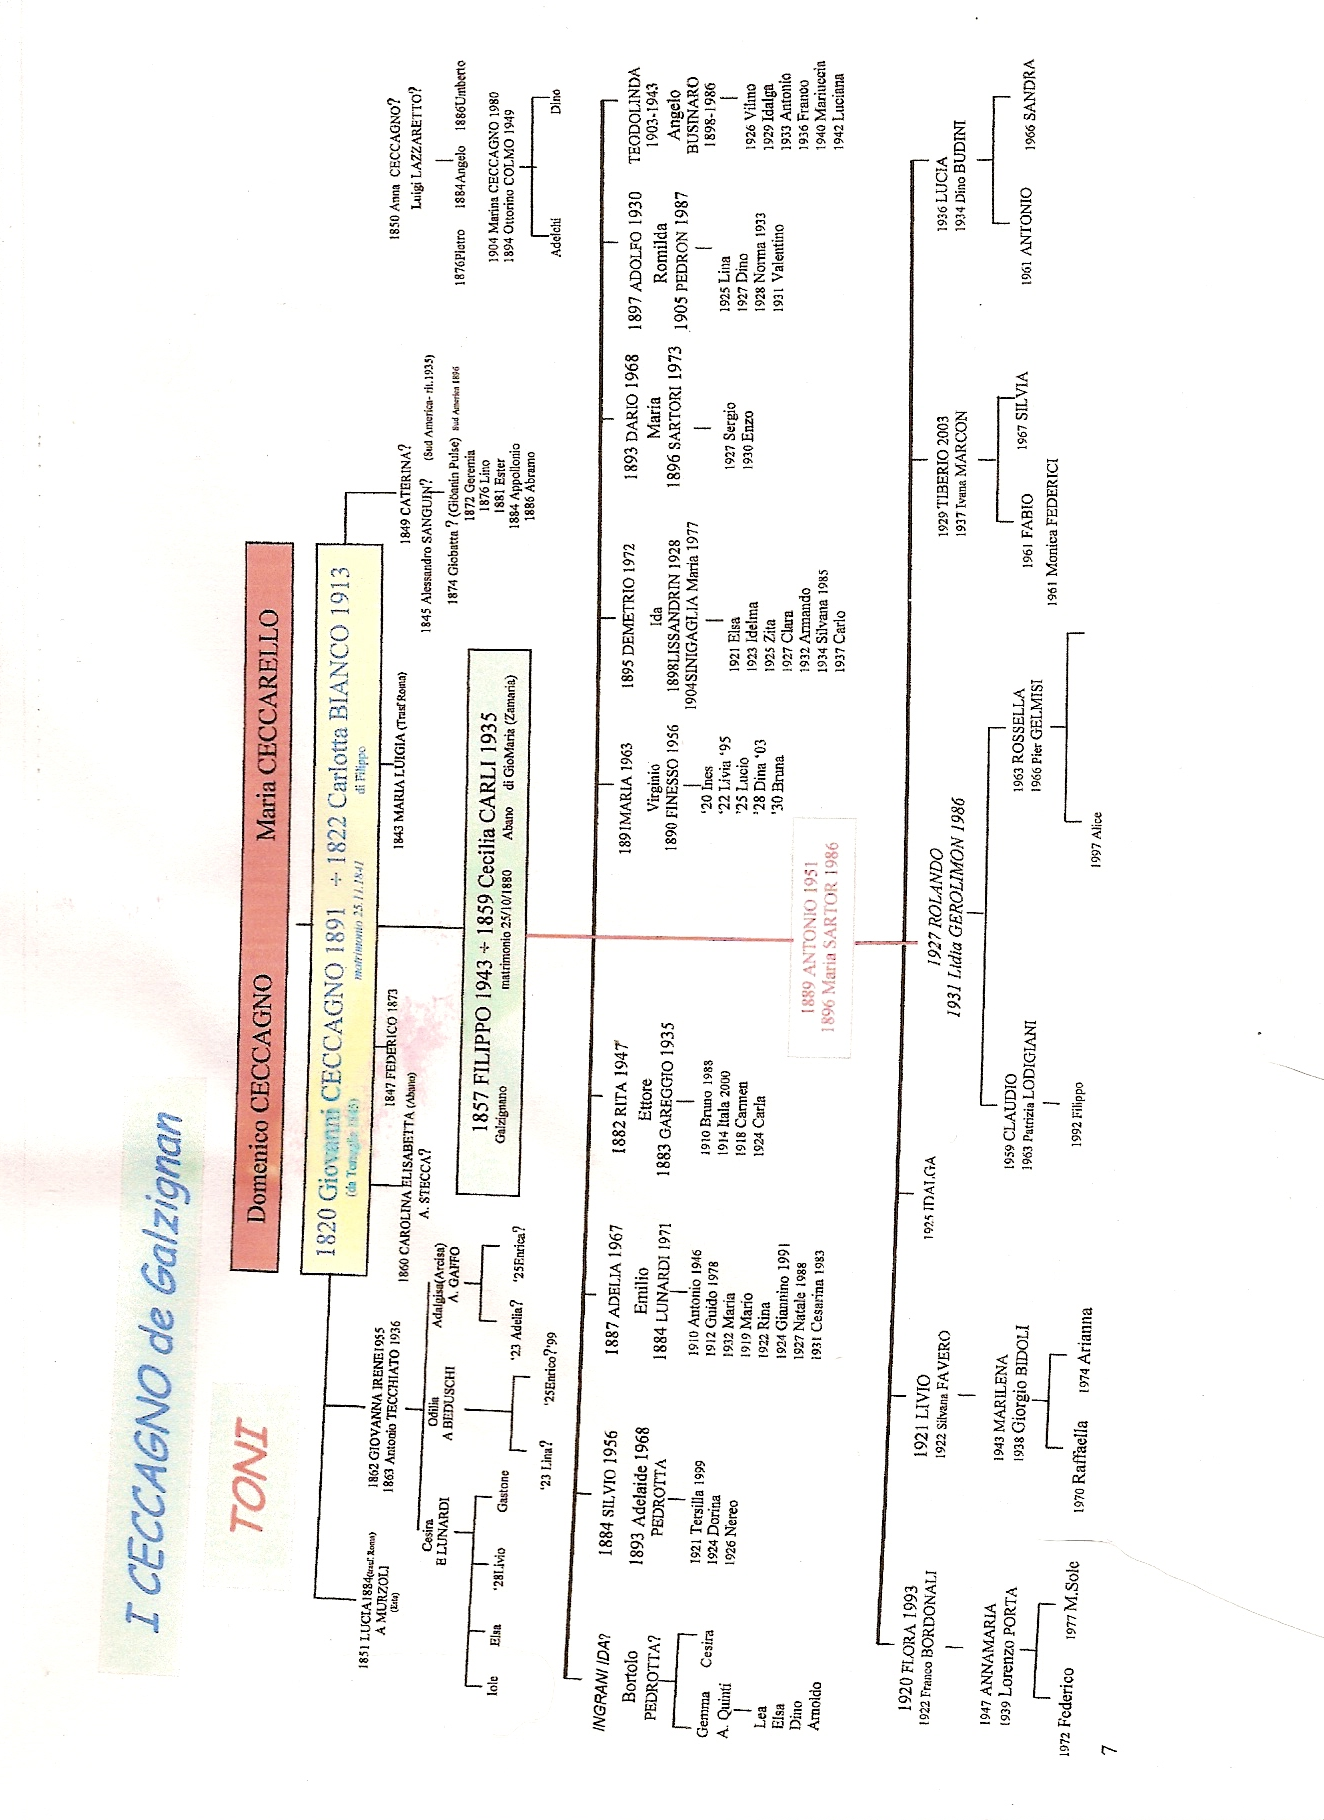 I CECCAGNO de Galzignan
TONI
Domenico CECCAGNO Maria CECCARELLO
1820 Giovanni CECCAGNO 1891 ÷ 1822 Carlotta BIANCO 1913
matrimonio 25.11.1841 di Filippo
1851 LUCIA1884(trasf. Roma)
A MURZOLI
1862 GIOVANNA IRENE1955
1863 Antonio TECCHIATO 1936
1860 CAROLINA ELISABETTA (Abano)
A. STECCA?
1847 FEDERICO 1873
1843 MARIA LUIGIA (Trasf Roma)
1849 CATERINA?
1845 Alessandro SANGUIN? (Sud America- rit.1935)
1874 Giobatta ? (Gioanin Pulse) Sud America 1896
1872 Geremia
1876 Lino
1881 Ester
1884 Appollonio
1886 Abramo
1850 Anna CECCAGNO?
Luigi LAZZARETTO?
1876Pietro 1884Angelo 1886Umberto
1904 Marina CECCAGNO 1980
1894 Ottorino COLMO 1949
Adelchi Dino
Cesira
E LUNARDI
Iole Elsa '28Livio Gastone
Odilia
A BEDUSCHI
'23 Lina? '25Enrico?'99
Adalgisa(Arcisa)
A. GAFFO
'23 Adelia? '25Enrica?
1857 FILIPPO 1943 ÷ 1859 Cecilia CARLI 1935
Galzignano matrimonio 25/10/1880 Abano di GioMaria (Zamaria)
INGRANI IDA?
Bortolo
PEDROTTA?
Gemma Cesira
A. Quinti
Lea
Elsa
Dino
Arnoldo
1884 SILVIO 1956
1893 Adelaide 1968
PEDROTTA
1921 Tersilla 1999
1924 Dorina
1926 Nereo
1887 ADELIA 1967
Emilio
1884 LUNARDI 1971
1910 Antonio 1946
1912 Guido 1978
1932 Maria
1919 Mario
1922 Rina
1924 Giannino 1991
1927 Natale 1988
1931 Cesarina 1983
1882 RITA 1947
Ettore
1883 GAREGGIO 1935
1910 Bruno 1988
1914 Itala 2000
1918 Carmen
1924 Carla
1891MARIA 1963
Virginio
1890 FINESSO 1956
'20 Ines
'22 Livia '95
'25 Lucio
'28 Dina '03
'30 Bruna
1895 DEMETRIO 1972
Ida
1898LISSANDRIN 1928
1904SINIGAGLIA Maria 1977
1921 Elsa
1923 Idelma
1925 Zita
1927 Clara
1932 Armando
1934 Silvana 1985
1937 Carlo
1893 DARIO 1968
Maria
1896 SARTORI 1973
1927 Sergio
1930 Enzo
1897 ADOLFO 1930
Romilda
1905 PEDRON 1987
1925 Lina
1927 Dino
1928 Norma 1933
1931 Valentino
TEODOLINDA
1903-1943
Angelo
BUSINARO
1898-1986
1926 Vilmo
1929 Idalga
1933 Antonio
1936 Franco
1940 Mariuccia
1942 Luciana
1889 ANTONIO 1951
1896 Maria SARTOR 1986
1920 FLORA 1993
1922 Franco BORDONALI
1947 ANNAMARIA
1939 Lorenzo PORTA
1972 Federico 1977 M.Sole
1921 LIVIO
1922 Silvana FAVERO
1943 MARILENA
1938 Giorgio BIDOLI
1970 Raffaella 1974 Arianna
1925 IDALGA
1927 ROLANDO
1931 Lidia GEROLIMON 1986
1959 CLAUDIO
1963 Patrizia LODIGIANI
1992 Filippo
1963 ROSSELLA
1966 Pier GELMISI
1997 Alice
1929 TIBERIO 2003
1937 Ivana MARCON
1961 FABIO 1967 SILVIA
1961 Monica FEDERICI
1936 LUCIA
1934 Dino BUDINI
1961 ANTONIO 1966 SANDRA
7